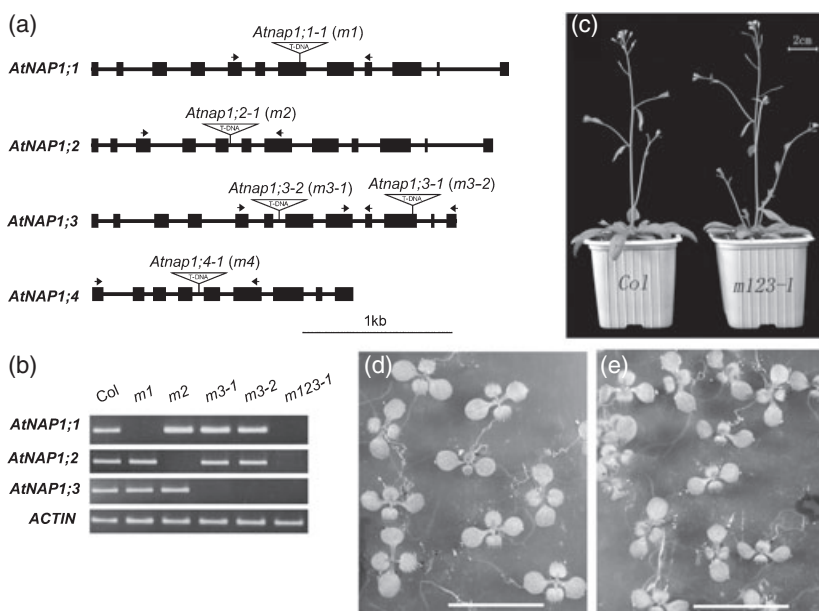 (a)
Atnap1;1-1 (m1)
T-DNA
AtNAP1;1
Atnap1;2-1 (m2)
T-DNA
AtNAP1;2
Atnap1;3-2 (m3-1) Atnap1;3-1 (m3-2)
T-DNA T-DNA
AtNAP1;3
Atnap1;4-1 (m4)
T-DNA
AtNAP1;4
1kb
(b)
Col m1 m2 m3-1 m3-2 m123-1
AtNAP1;1
AtNAP1;2
AtNAP1;3
ACTIN
(c)
2cm
Col m123-1
(d)
(e)